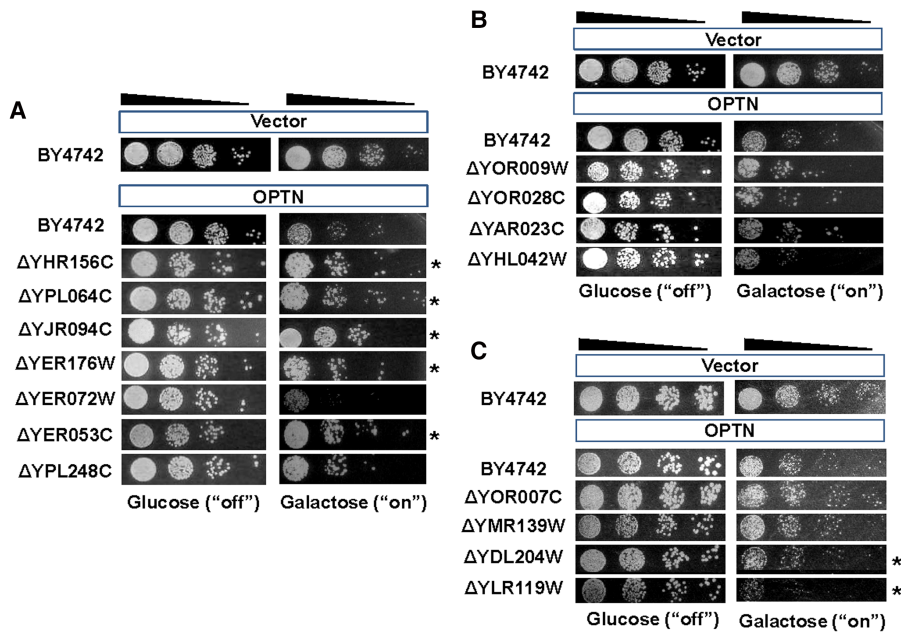 A
Vector
BY4742
OPTN
BY4742
ΔYHR156C *
ΔYPL064C *
ΔYJR094C *
ΔYER176W *
ΔYER072W
ΔYER053C *
ΔYPL248C
Glucose (“off”) Galactose (“on”)
B
Vector
BY4742
OPTN
BY4742
ΔYOR009W
ΔYOR028C
ΔYAR023C
ΔYHL042W
Glucose (“off”) Galactose (“on”)
C
Vector
BY4742
OPTN
BY4742
ΔYOR007C
ΔYMR139W
ΔYDL204W *
ΔYLR119W *
Glucose (“off”) Galactose (“on”)